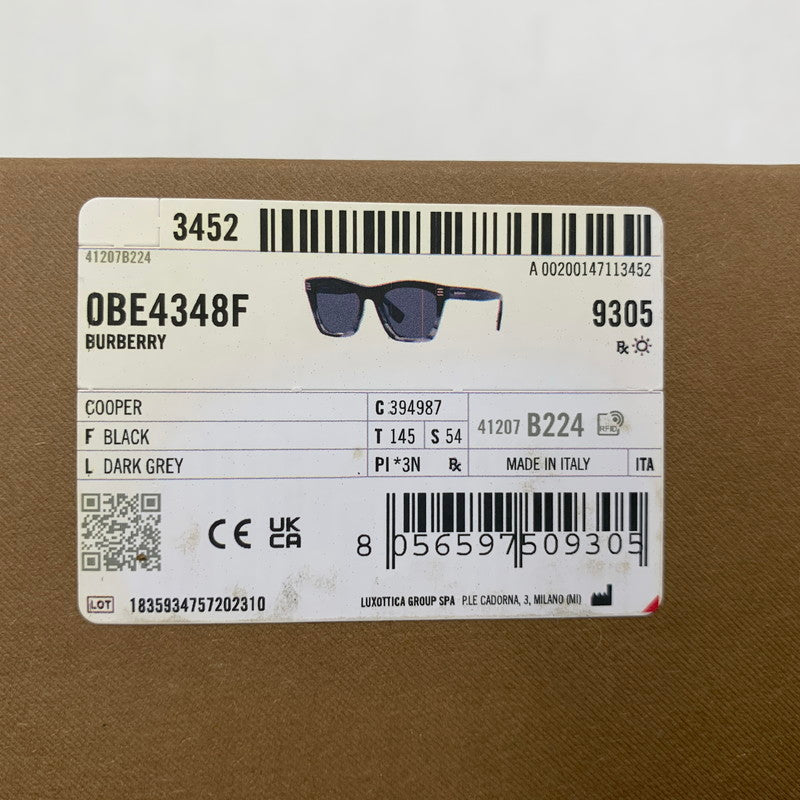 3452
41207B224
A 00200147113452
0BE4348F
9305
BURBERRY
Rx
COOPER
C 394987
F BLACK
T 145
S 54
41207 B224
RFID
L DARK GREY
PI *3N Rx
MADE IN ITALY
ITA
CE UK CA
8 056597 509305
LOT 1835934757202310
LUXOTTICA GROUP SPA P.LE CADORNA, 3, MILANO (MI)